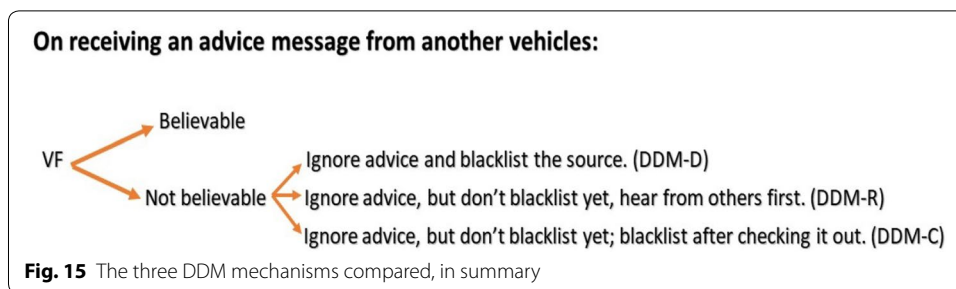 On receiving an advice message from another vehicles:
Believable
VF
Ignore advice and blacklist the source. (DDM-D)
Not believable
Ignore advice, but don't blacklist yet, hear from others first. (DDM-R)
Ignore advice, but don't blacklist yet; blacklist after checking it out. (DDM-C)
Fig. 15 The three DDM mechanisms compared, in summary